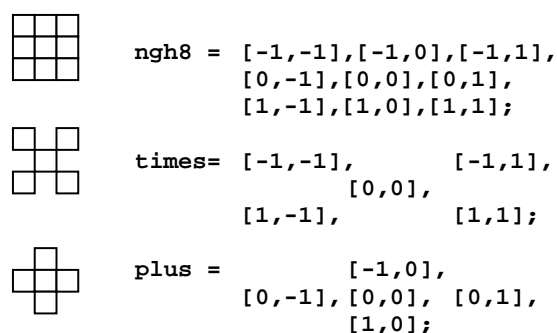 ngh8 = [-1,-1],[-1,0],[-1,1],
[0,-1],[0,0],[0,1],
[1,-1],[1,0],[1,1];
times= [-1,-1], [-1,1],
[0,0],
[1,-1], [1,1];
plus = [-1,0],
[0,-1],[0,0], [0,1],
[1,0];